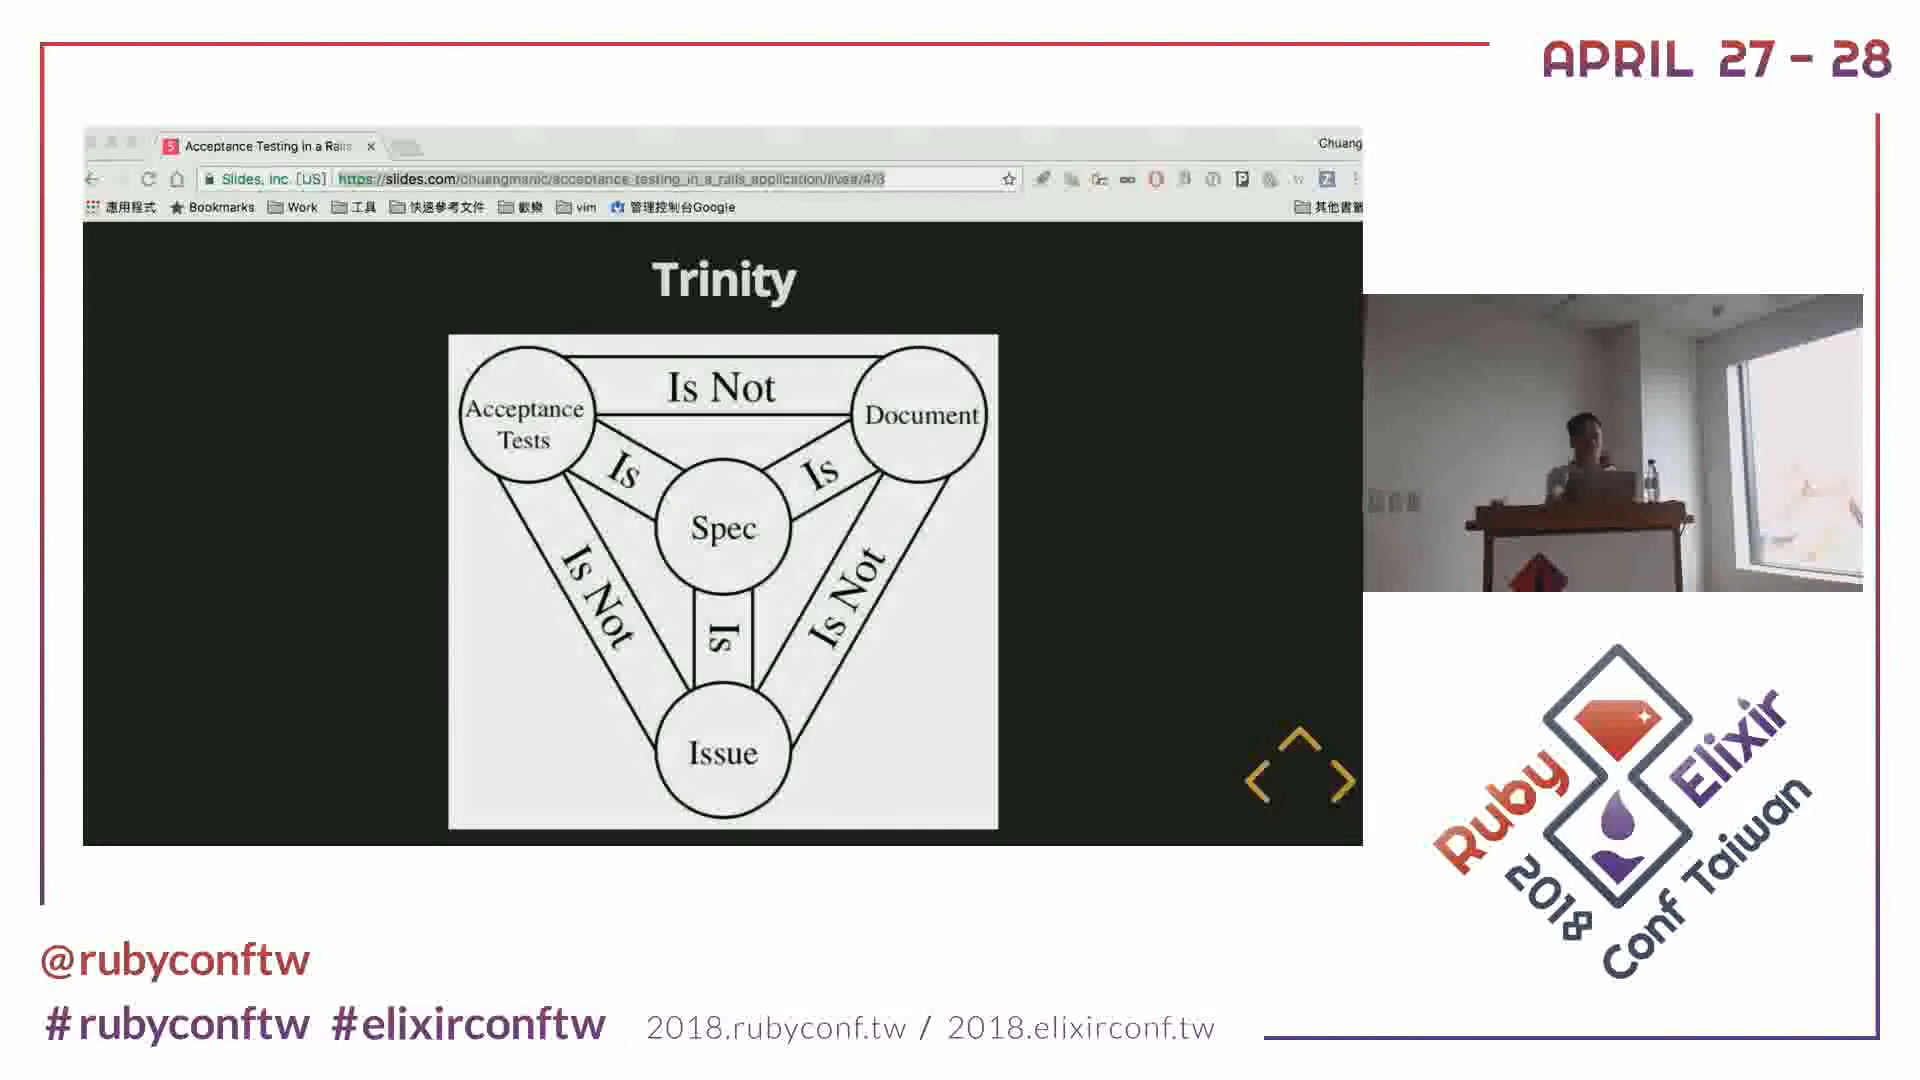 APRIL 27 - 28
Acceptance Testing in a Rails
Chuang
Slides, Inc. [US]
https://slides.com/chuangmanic/acceptance-testing_in_a_rails_application/live#/4/3
應用程式
Bookmarks
Work
工具
快速參考文件
歡樂
vim
管理控制台Google
其他書籤
Trinity
Acceptance
Tests
Is Not
Document
Is
Is
Spec
Is Not
Is
Is Not
Issue
Ruby
Elixir
2018
Conf Taiwan
@rubyconftw
#rubyconftw #elixirconftw
2018.rubyconf.tw / 2018.elixirconf.tw